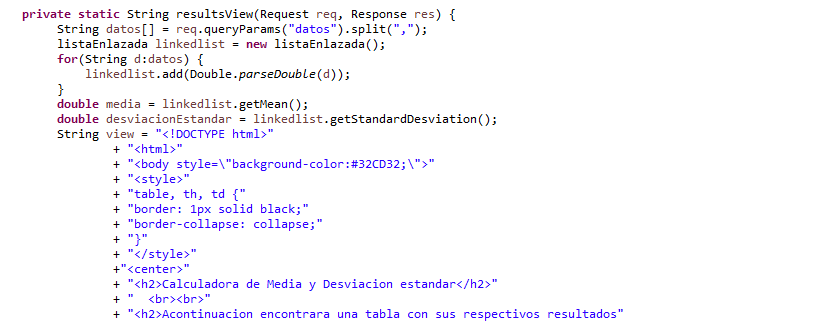 private static String resultsView(Request req, Response res) {
String datos[] = req.queryParams("datos").split(",");
listaEnlazada linkedlist = new listaEnlazada();
for(String d:datos) {
linkedlist.add(Double.parseDouble(d));
}
double media = linkedlist.getMean();
double desviacionEstandar = linkedlist.getStandardDesviation();
String view = "<!DOCTYPE html>"
+ "<html>"
+ "<body style=\"background-color:#32CD32;\">"
+ "<style>"
+ "table, th, td {"
+ "border: 1px solid black;"
+ "border-collapse: collapse;"
+ "}"
+ "</style>"
+"<center>"
+ "<h2>Calculadora de Media y Desviacion estandar</h2>"
+ "  <br><br>"
+ "<h2>Acontinuacion encontrara una tabla con sus respectivos resultados"